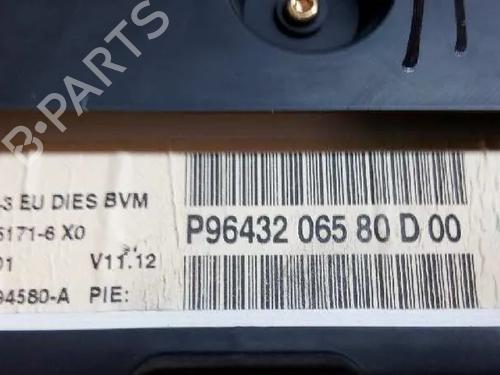 B-PARTS
-3 EU DIES BVM
5171-6 X0
01 V11.12
94580-A PIE:
P96432 065 80 D 00